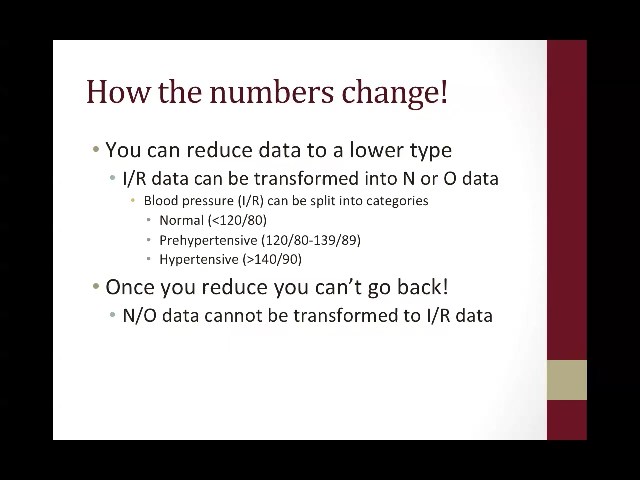 How the numbers change!
• You can reduce data to a lower type
• I/R data can be transformed into N or O data
• Blood pressure (I/R) can be split into categories
• Normal (<120/80)
• Prehypertensive (120/80-139/89)
• Hypertensive (>140/90)
• Once you reduce you can't go back!
• N/O data cannot be transformed to I/R data